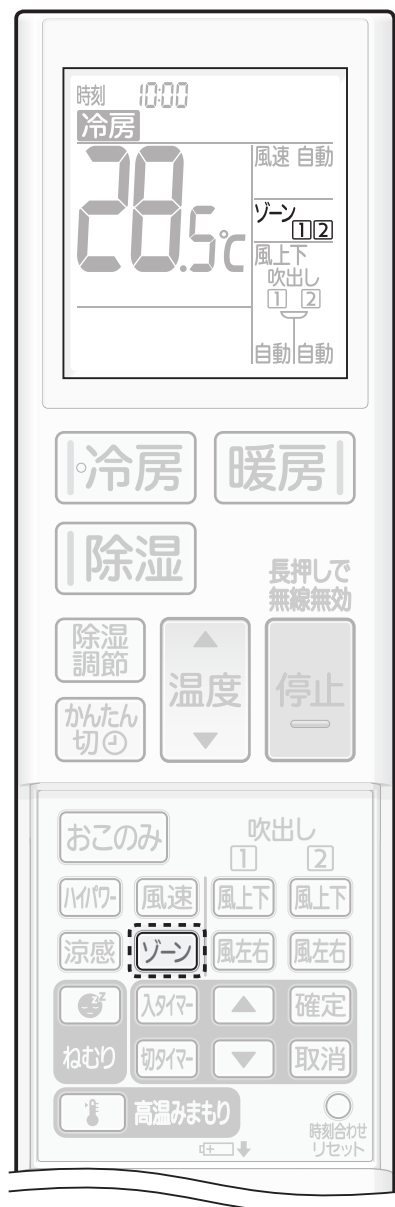 時刻 10:00
冷房
28.5℃
風速 自動
ゾーン
1 2
風上下
吹出し
1 2
自動 自動
冷房 暖房
除湿
長押しで
無線無効
除湿
調節
温度
停止
かんたん
切
おこのみ
吹出し
1 2
ハイパワー 風速 風上下 風上下
涼感 ゾーン 風左右 風左右
入タイマー ▲ 確定
ねむり 切タイマー ▼ 取消
高温みまもり
時刻合わせ
リセット